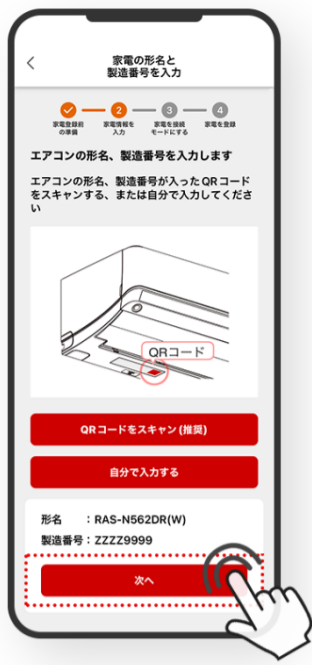 家電の形名と
製造番号を入力
2
3
4
家電登録前
の準備
家電情報を
入力
家電を接続
モードにする
家電を登録
エアコンの形名、製造番号を入力します
エアコンの形名、製造番号が入ったQRコード
をスキャンする、または自分で入力してくださ
い
QRコード
QRコードをスキャン(推奨)
自分で入力する
形名　：RAS-N562DR(W)
製造番号：ZZZZ9999
次へ